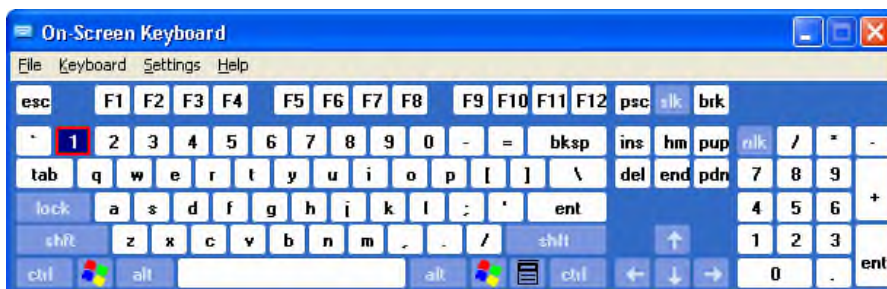 On-Screen Keyboard
File Keyboard Settings Help
esc F1 F2 F3 F4 F5 F6 F7 F8 F9 F10 F11 F12 psc slk brk
` 1 2 3 4 5 6 7 8 9 0 - = bksp ins hm pup nlk / * -
tab q w e r t y u i o p [ ] \ del end pdn 7 8 9 +
lock a s d f g h j k l ; ' ent 4 5 6
shft z x c v b n m , . / shft ↑ 1 2 3 ent
ctrl alt alt ctrl ← ↓ → 0 .